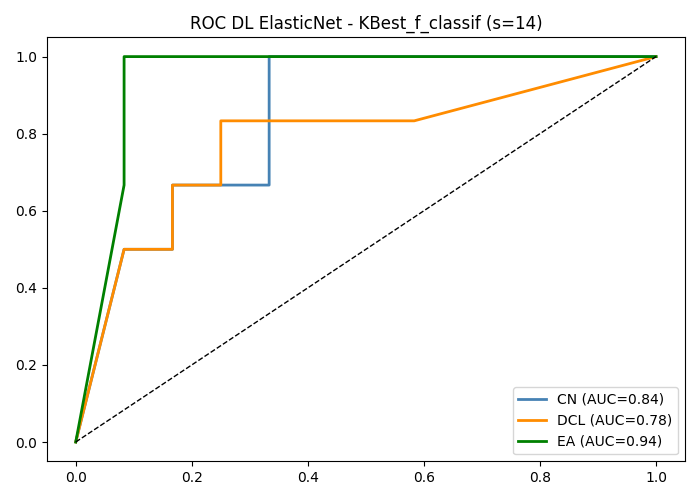 ROC DL ElasticNet - KBest_f_classif (s=14)
1.0
0.8
0.6
0.4
0.2
0.0
CN (AUC=0.84)
DCL (AUC=0.78)
EA (AUC=0.94)
0.0 0.2 0.4 0.6 0.8 1.0